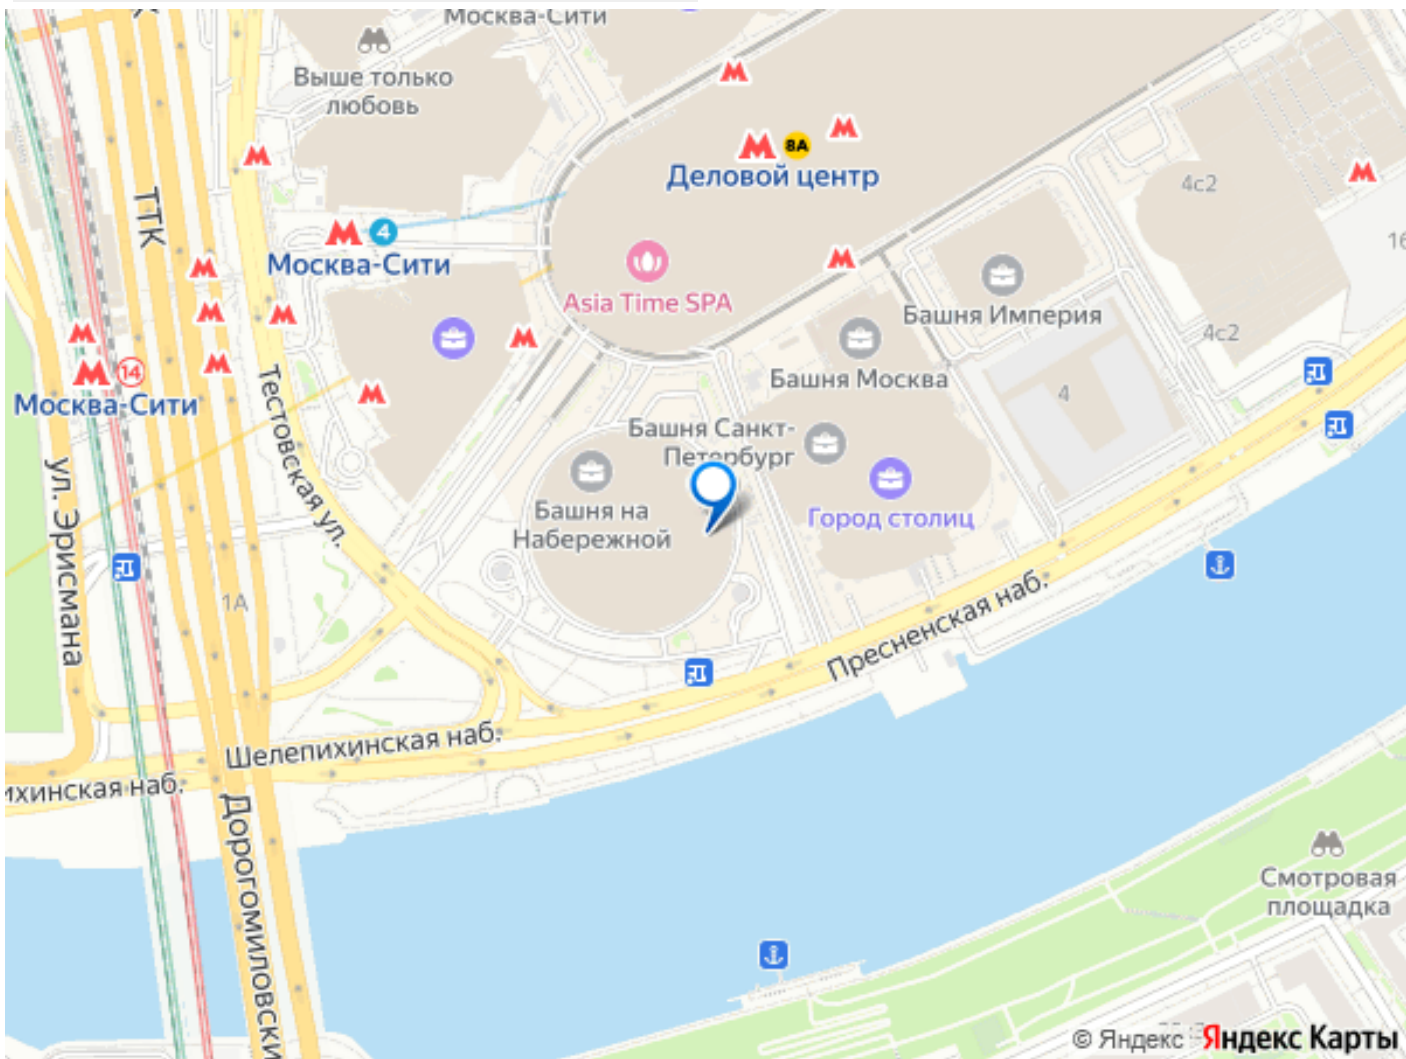 Москва-Сити
Выше только
любовь
8А
Деловой центр
4с2
16
ТТК
4
Москва-Сити
Asia Time SPA
Башня Империя
4с2
14
Москва-Сити
Башня Москва
4
Тестовская ул.
Башня Санкт-
Петербург
ул. Эрисмана
Башня на
Набережной
Город столиц
1А
Пресненская наб.
Шелепихинская наб.
ихинская наб.
Дорогомиловски
Смотровая
площадка
© Яндекс Яндекс Карты